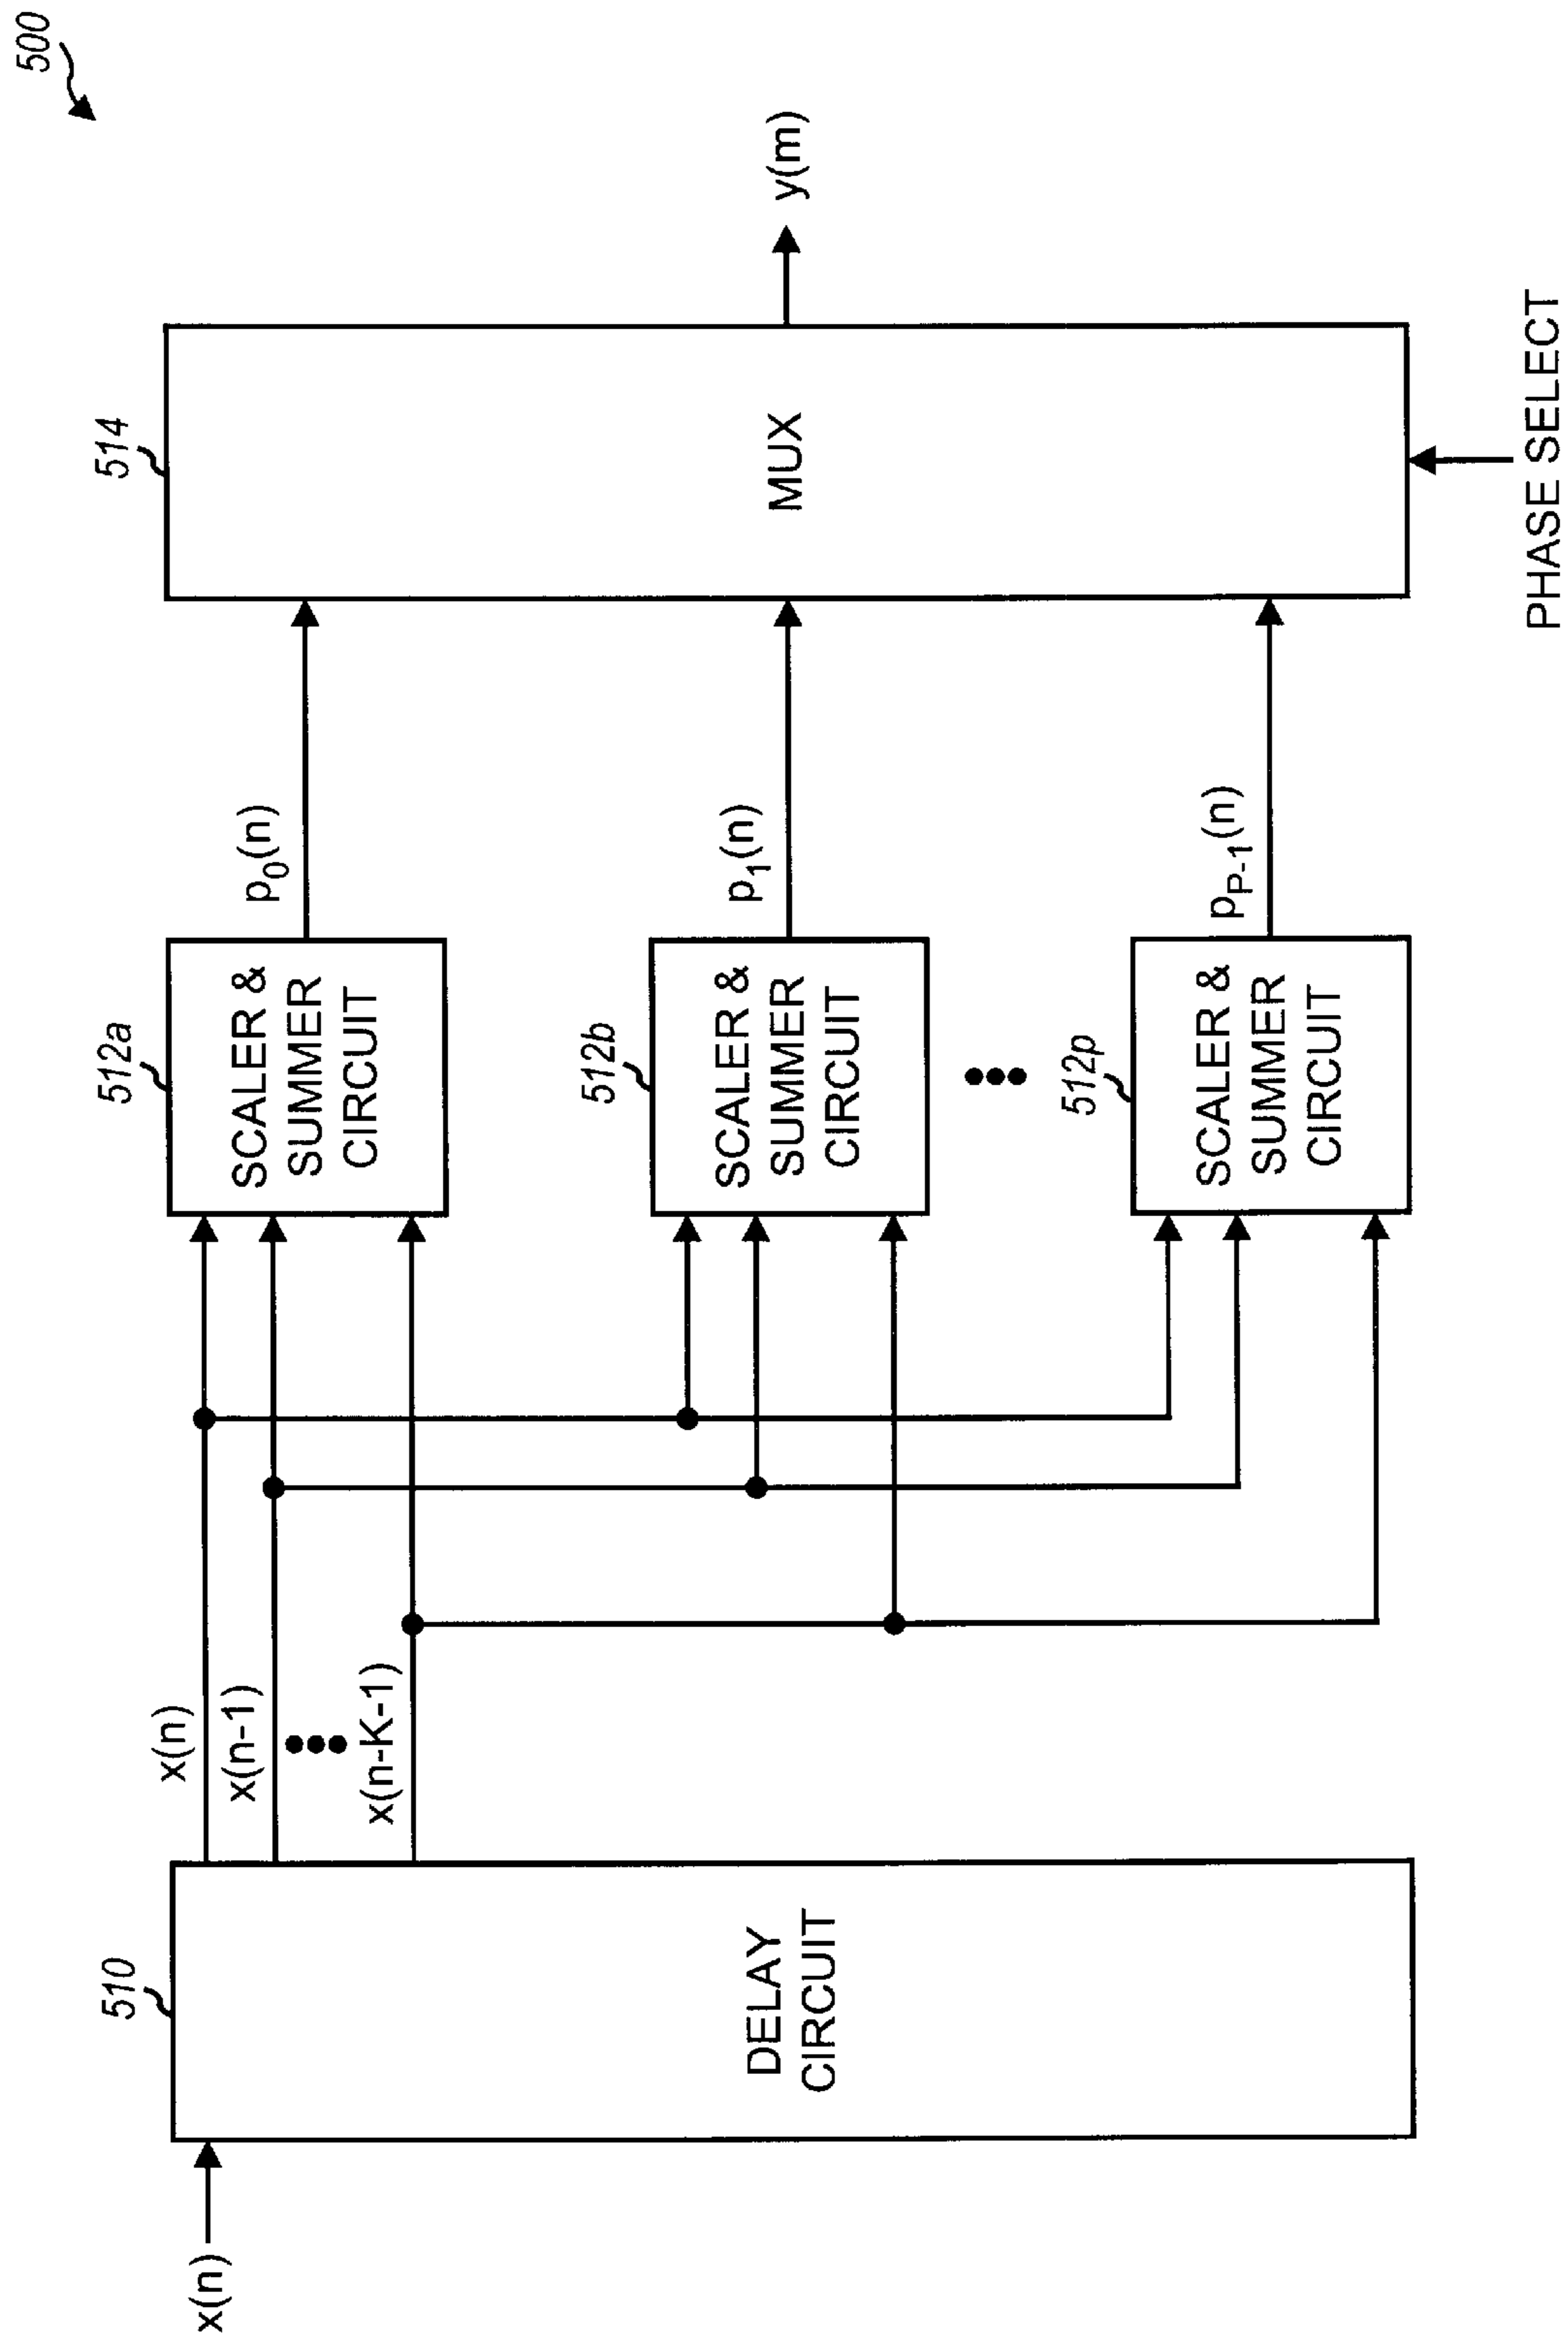 500
x(n)
510
DELAY
CIRCUIT
x(n)
x(n-1)
x(n-K-1)
512a
SCALER &
SUMMER
CIRCUIT
p0(n)
512b
SCALER &
SUMMER
CIRCUIT
p1(n)
512p
SCALER &
SUMMER
CIRCUIT
pP-1(n)
514
MUX
PHASE SELECT
y(m)